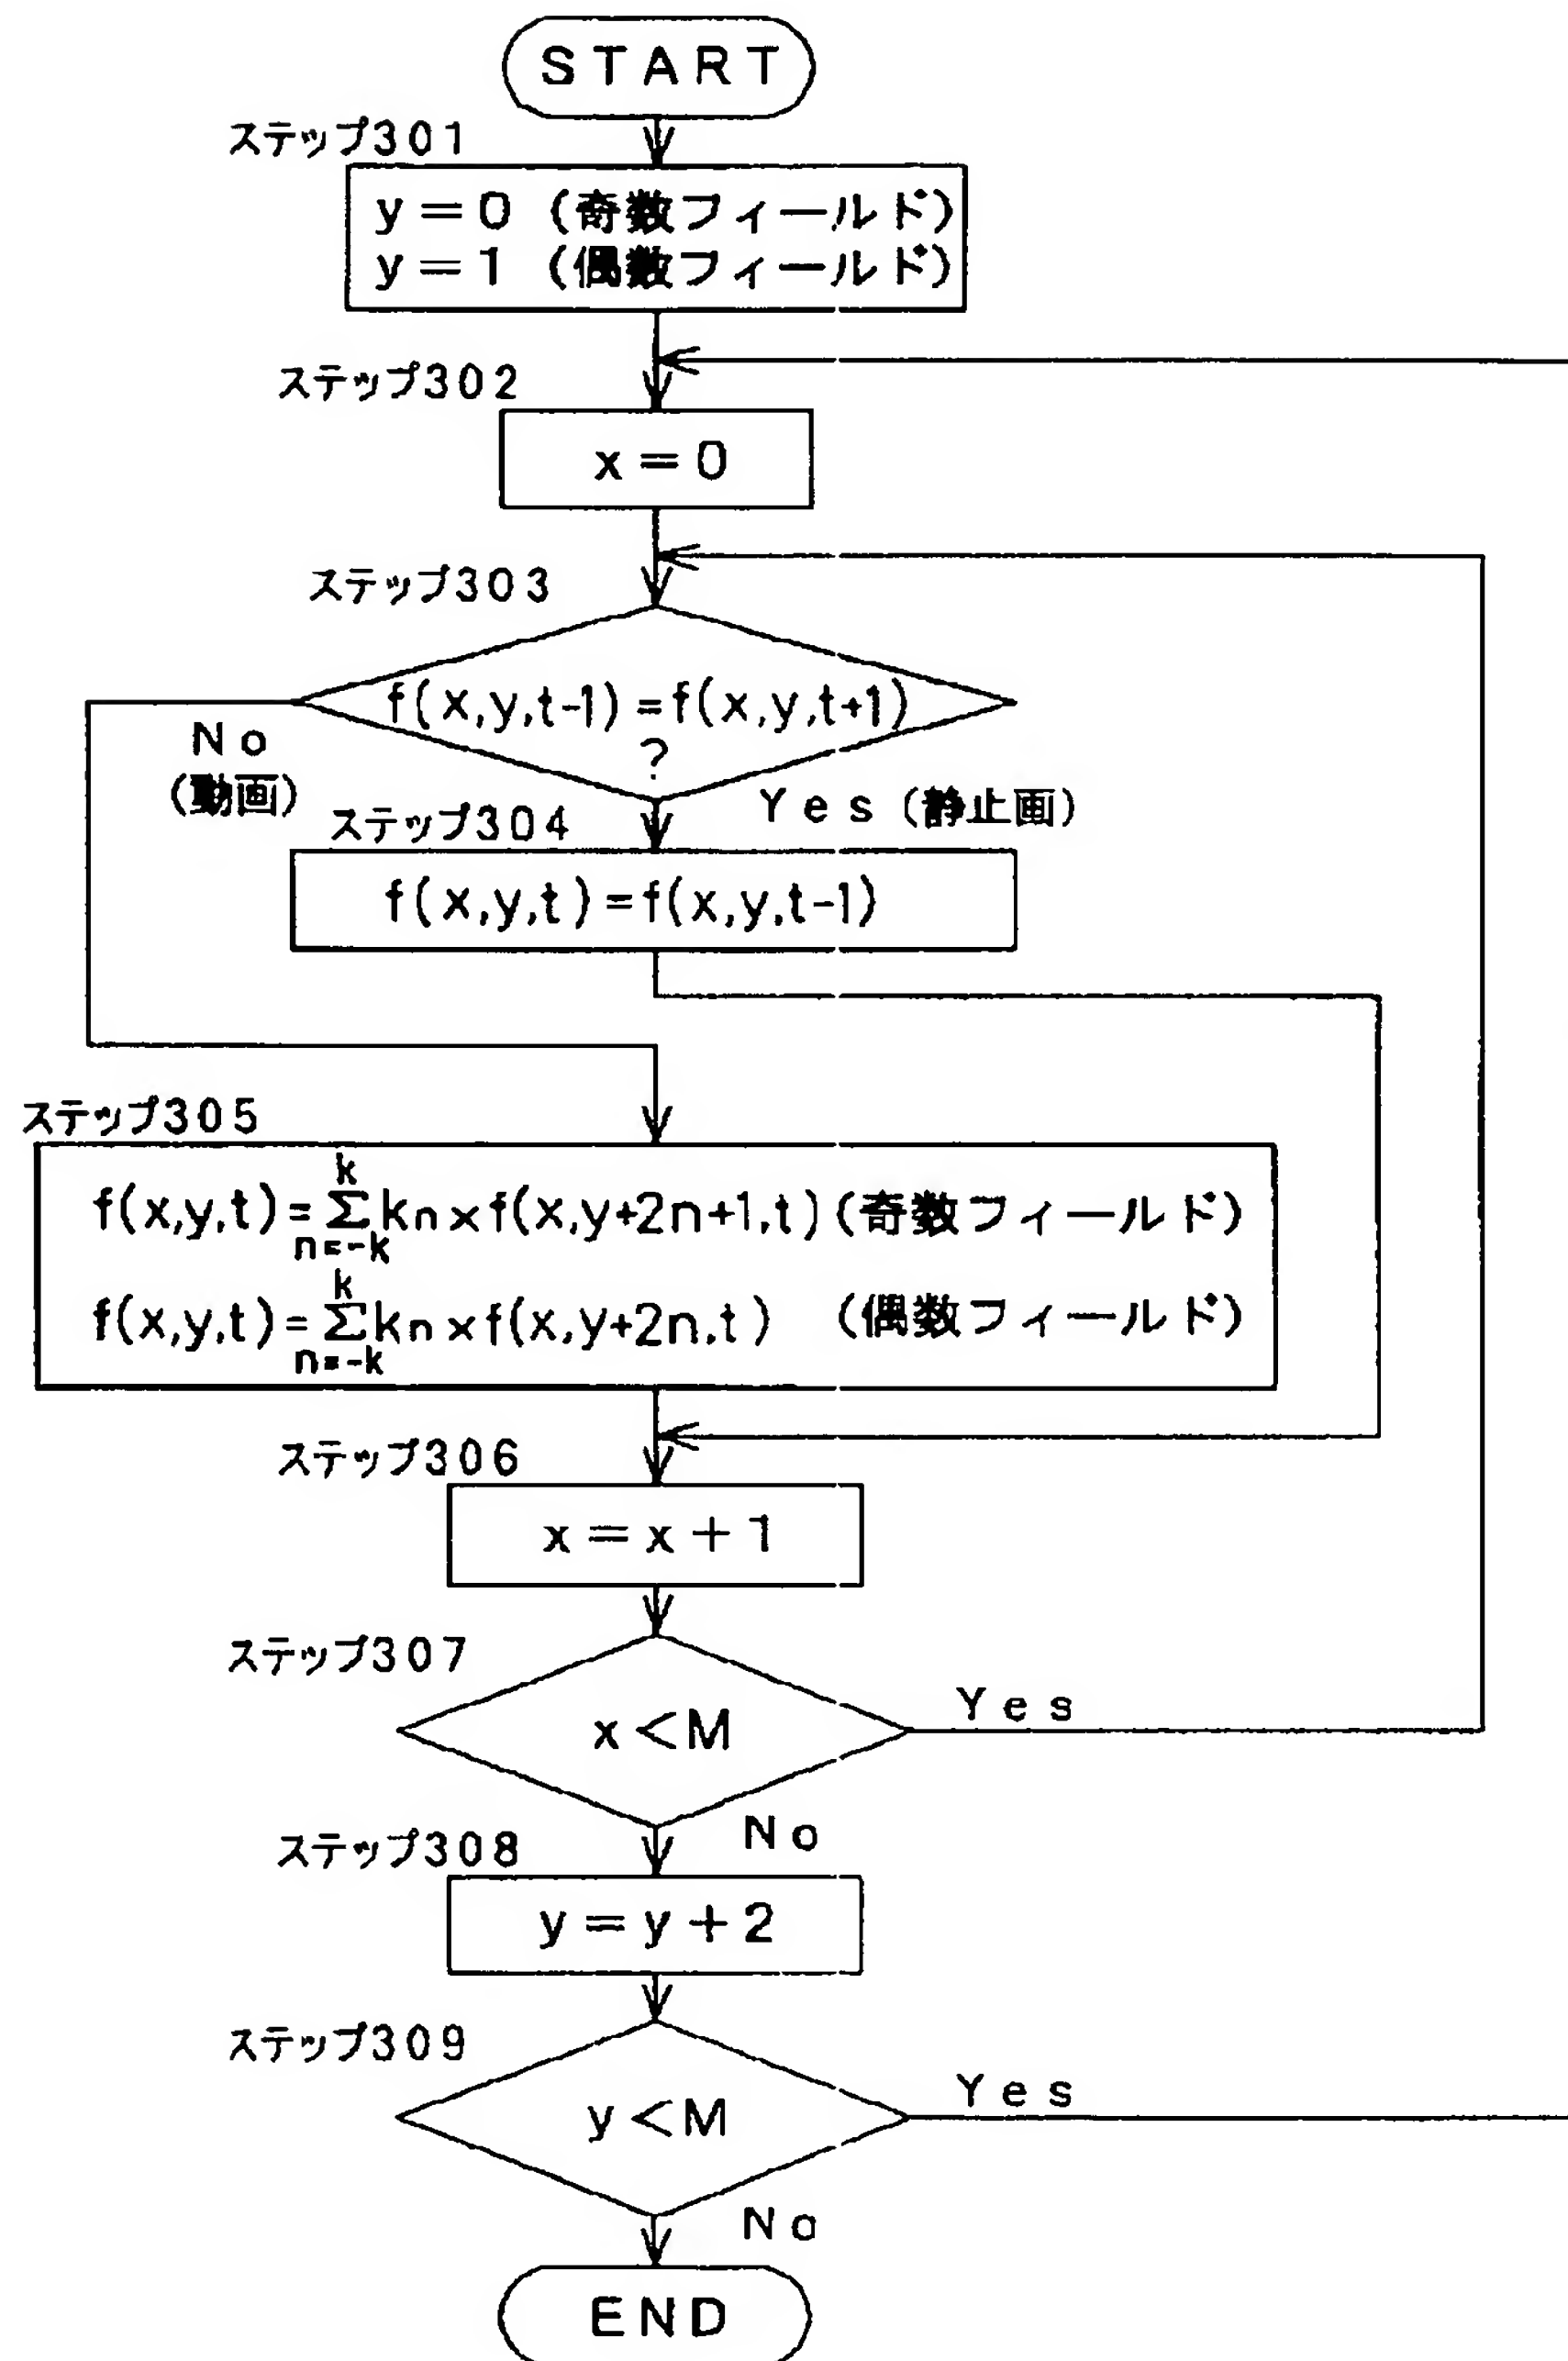 START
ステップ301
y=0 (奇数フィールド)
y=1 (偶数フィールド)
ステップ302
x=0
ステップ303
f(x,y,t-1)=f(x,y,t+1)
?
No
(動画)
Yes (静止画)
ステップ304
f(x,y,t)=f(x,y,t-1)
ステップ305
k
f(x,y,t)=Σkn×f(x,y+2n+1,t)(奇数フィールド)
n=-k
k
f(x,y,t)=Σkn×f(x,y+2n,t) (偶数フィールド)
n=-k
ステップ306
x=x+1
ステップ307
x<M
Yes
No
ステップ308
y=y+2
ステップ309
y<M
Yes
No
END